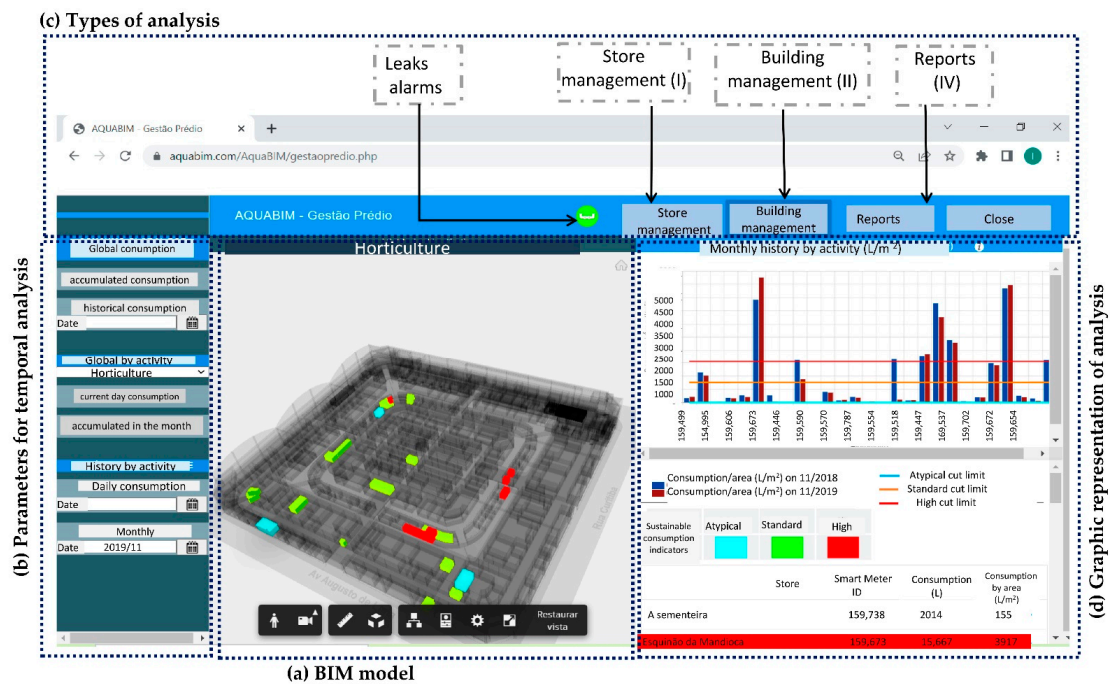 (c) Types of analysis
Leaks
alarms
Store
management (I)
Building
management (II)
Reports
(IV)
AQUABIM - Gestão Prédio
aquabim.com/AquaBIM/gestaopredio.php
I
AQUABIM - Gestão Prédio
Store
management
Building
management
Reports
Close
(b) Parameters for temporal analysis
Global conumption
accumulated consumption
historical consumption
Date
Global by activity
Horticulture
current day consumption
accumulated in the month
History by activity
Daily consumption
Date
Monthly
Date 2019/11
Horticulture
Av Augusto de
Restaurar
vista
(a) BIM model
Monthly history by activity (L/m²)
5000
4500
3500
3000
2500
1500
1000
159,499
154,995
159,606
159,673
159,446
159,590
159,570
159,787
159,554
159,518
159,447
169,537
159,702
159,672
159,654
Consumption/area (L/m²) on 11/2018
Consumption/area (L/m²) on 11/2019
Atypical cut limit
Standard cut limit
High cut limit
Sustainable
consumption
indicators
Atypical
Standard
High
Store
Smart Meter
ID
Consumption
(L)
Consumption
by area
(L/m²)
A sementeira 159,738 2014 155
Esquinão da Mandioca 159,673 15,667 3917
(d) Graphic representation of analysis